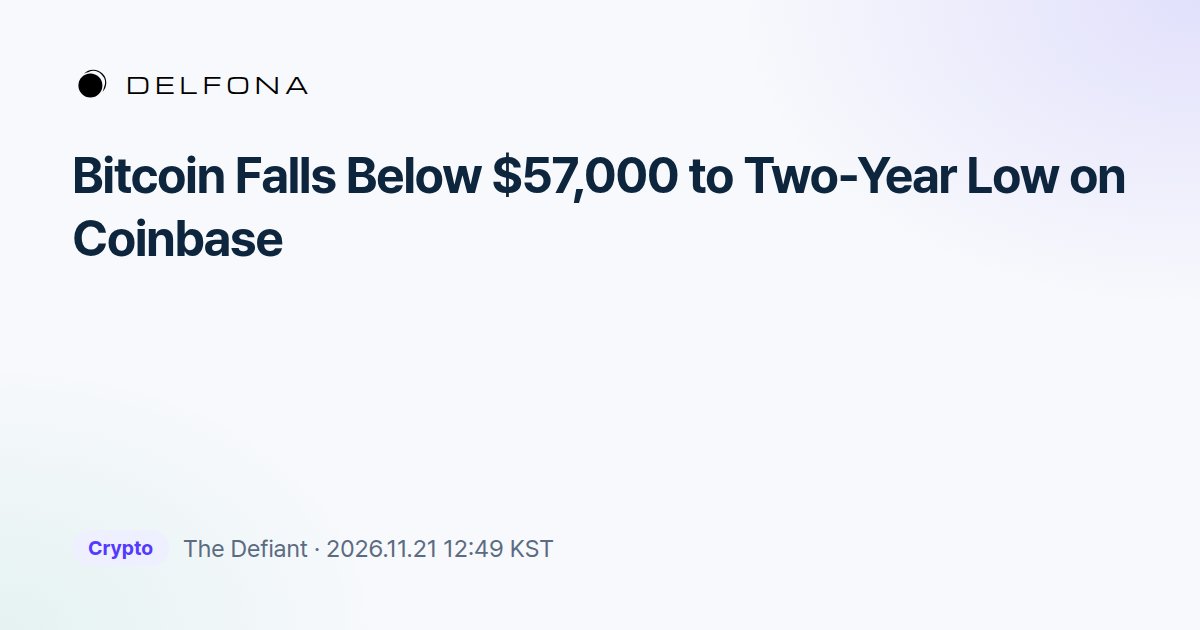 DELFONA
Bitcoin Falls Below $57,000 to Two-Year Low on
Coinbase
Crypto The Defiant · 2026.11.21 12:49 KST